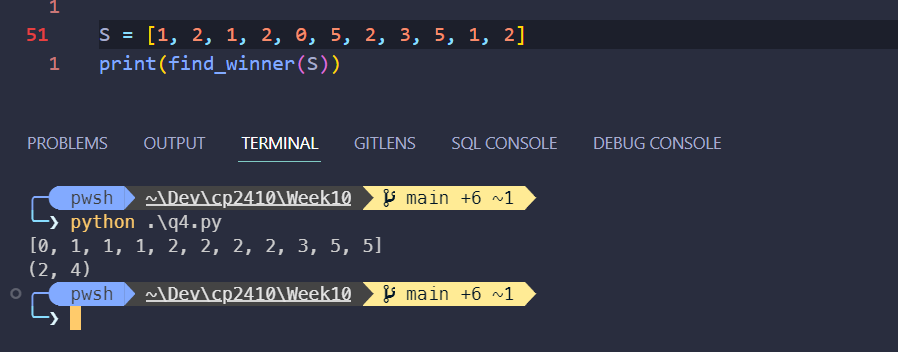 1
51 S = [1, 2, 1, 2, 0, 5, 2, 3, 5, 1, 2]
1 print(find_winner(S))
PROBLEMS OUTPUT TERMINAL GITLENS SQL CONSOLE DEBUG CONSOLE
pwsh ~\Dev\cp2410\Week10 main +6 ~1
❯ python .\q4.py
[0, 1, 1, 1, 2, 2, 2, 2, 3, 5, 5]
(2, 4)
pwsh ~\Dev\cp2410\Week10 main +6 ~1
❯